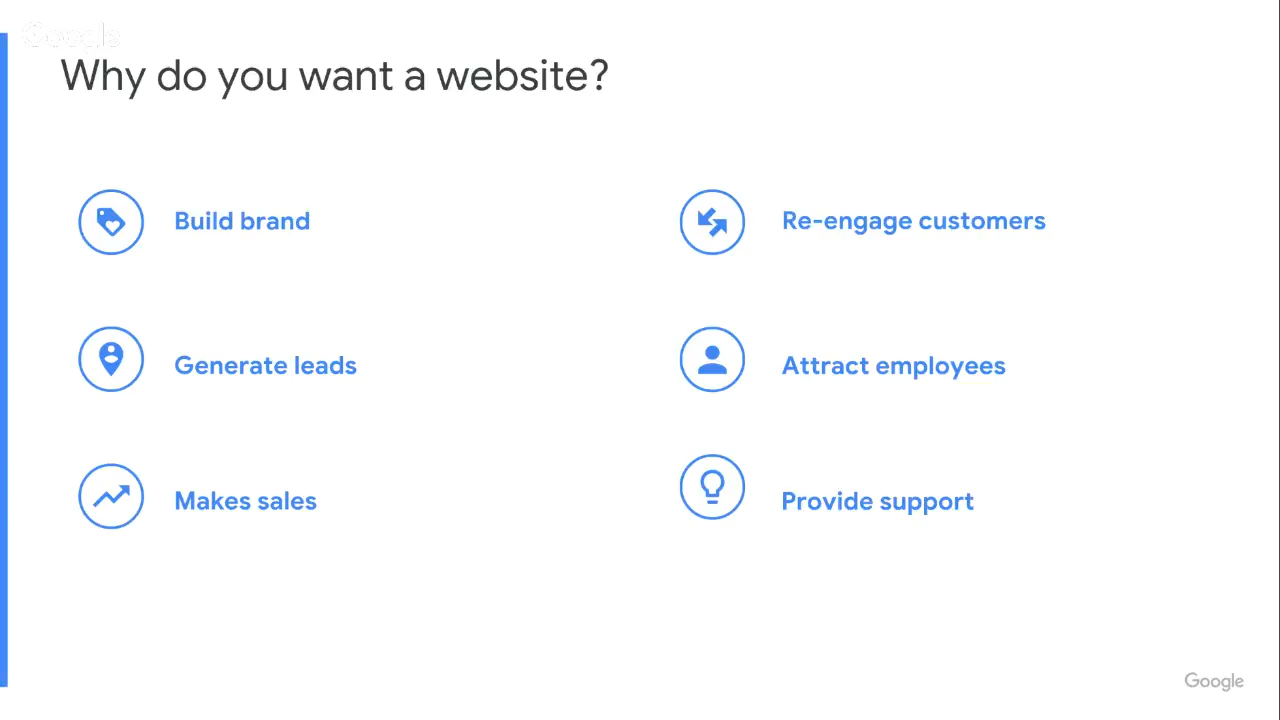 Google
Why do you want a website?
Build brand
Re-engage customers
Generate leads
Attract employees
Makes sales
Provide support
Google